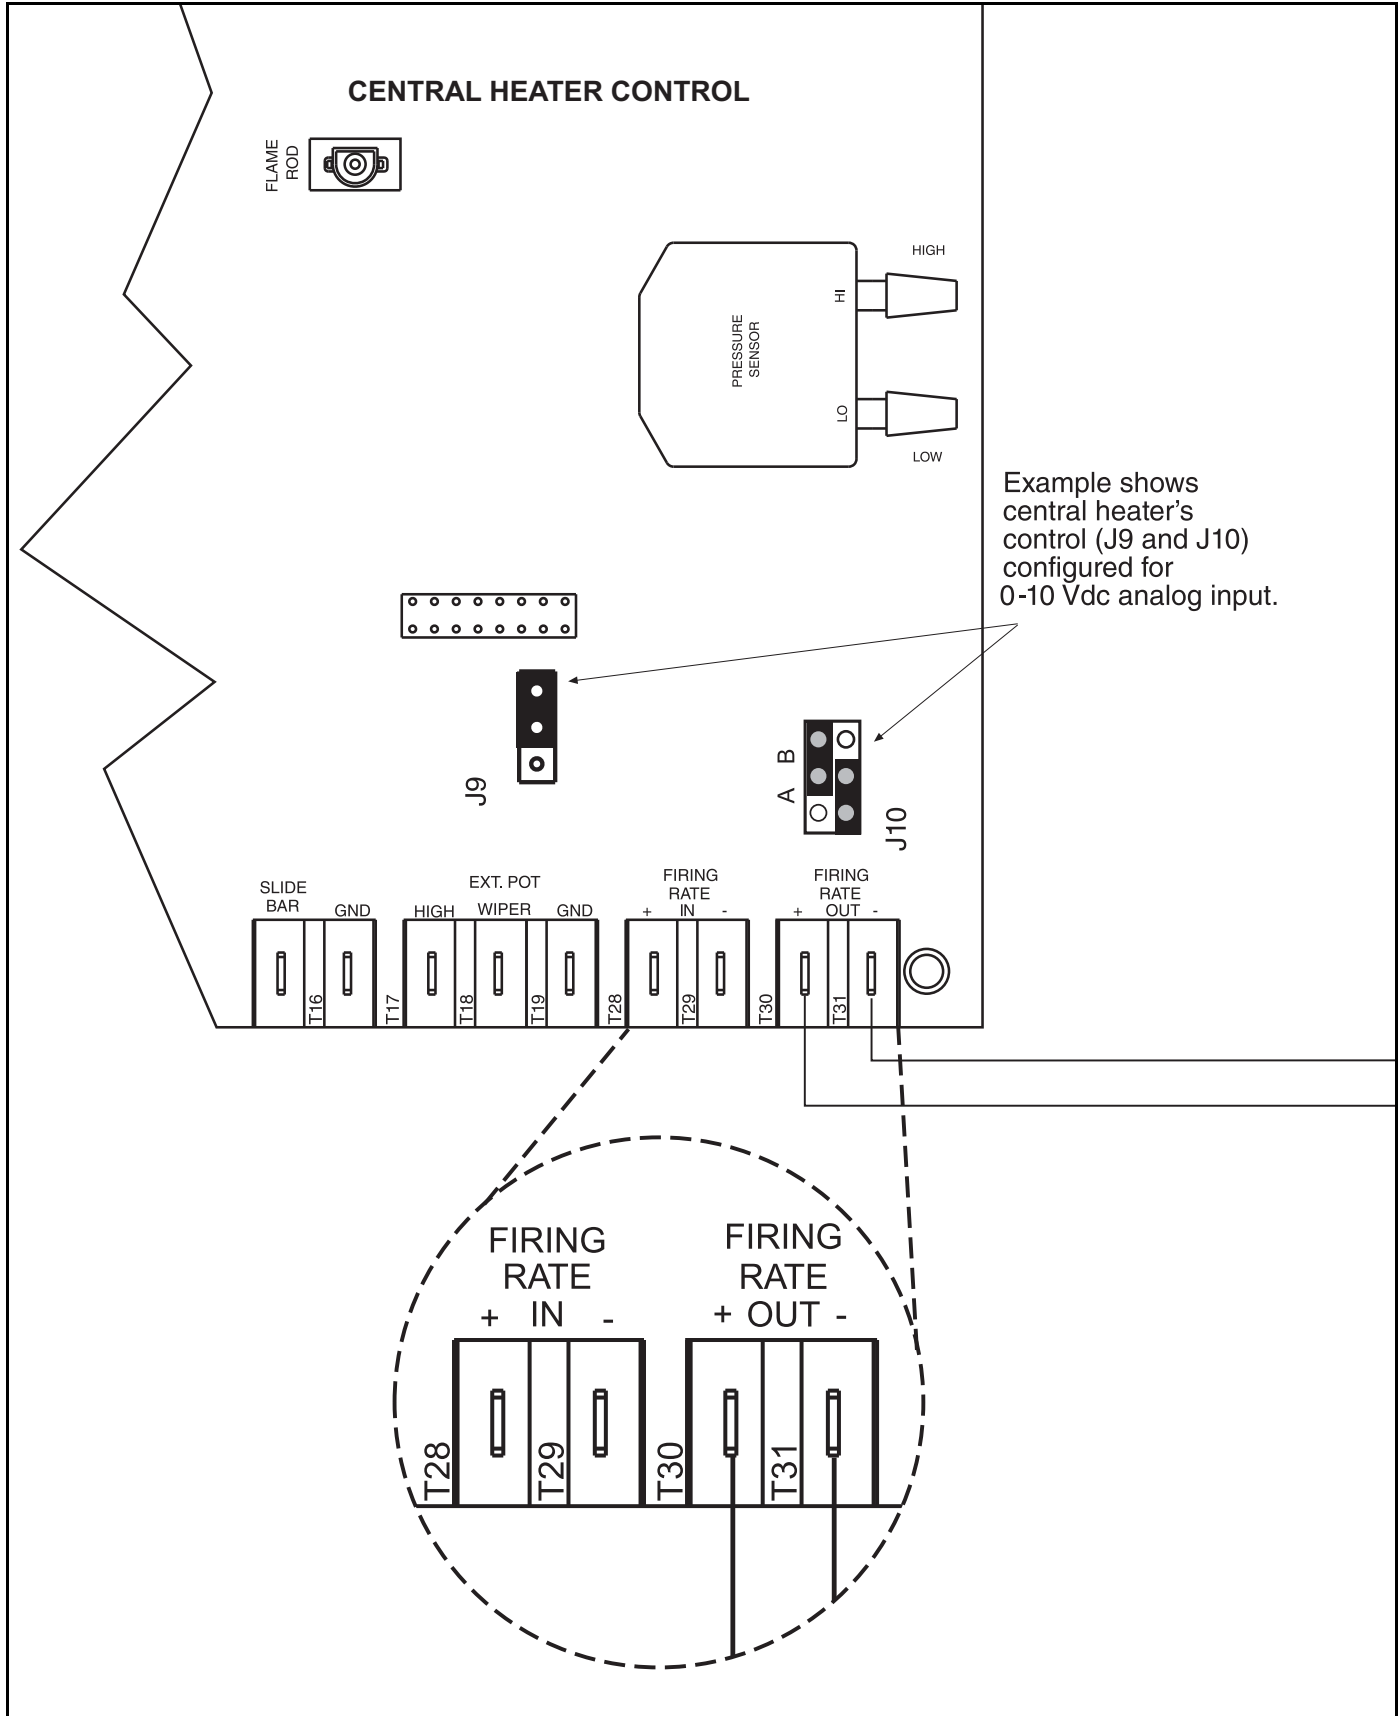 CENTRAL HEATER CONTROL
FLAME
ROD
HIGH
HI
PRESSURE
SENSOR
LO
LOW
Example shows
central heater's
control (J9 and J10)
configured for
0-10 Vdc analog input.
J9
A B
J10
SLIDE
BAR
GND
EXT. POT
HIGH
WIPER
GND
FIRING
RATE
+ IN -
FIRING
RATE
+ OUT -
T16
T17
T18
T19
T28
T29
T30
T31
FIRING
RATE
+ IN -
FIRING
RATE
+ OUT -
T28
T29
T30
T31